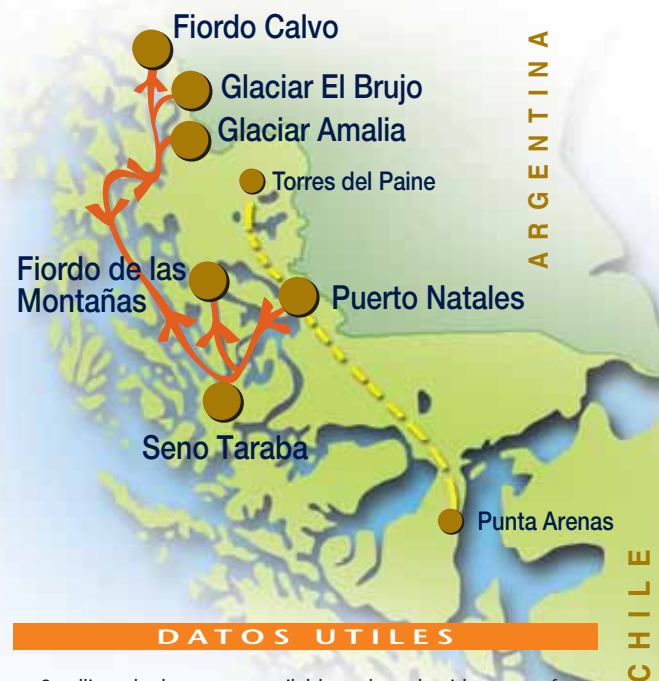 Fiordo Calvo
Glaciar El Brujo
Glaciar Amalia
Torres del Paine
ARGENTINA
Fiordo de las
Montañas
Puerto Natales
Seno Taraba
Punta Arenas
CHILE
DATOS UTILES